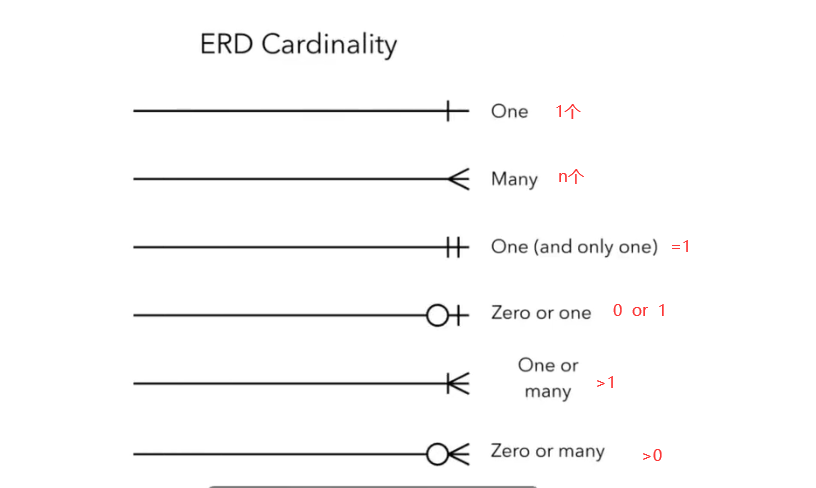 ERD Cardinality
One 1个
Many n个
One (and only one) =1
Zero or one 0 or 1
One or
many >1
Zero or many >0